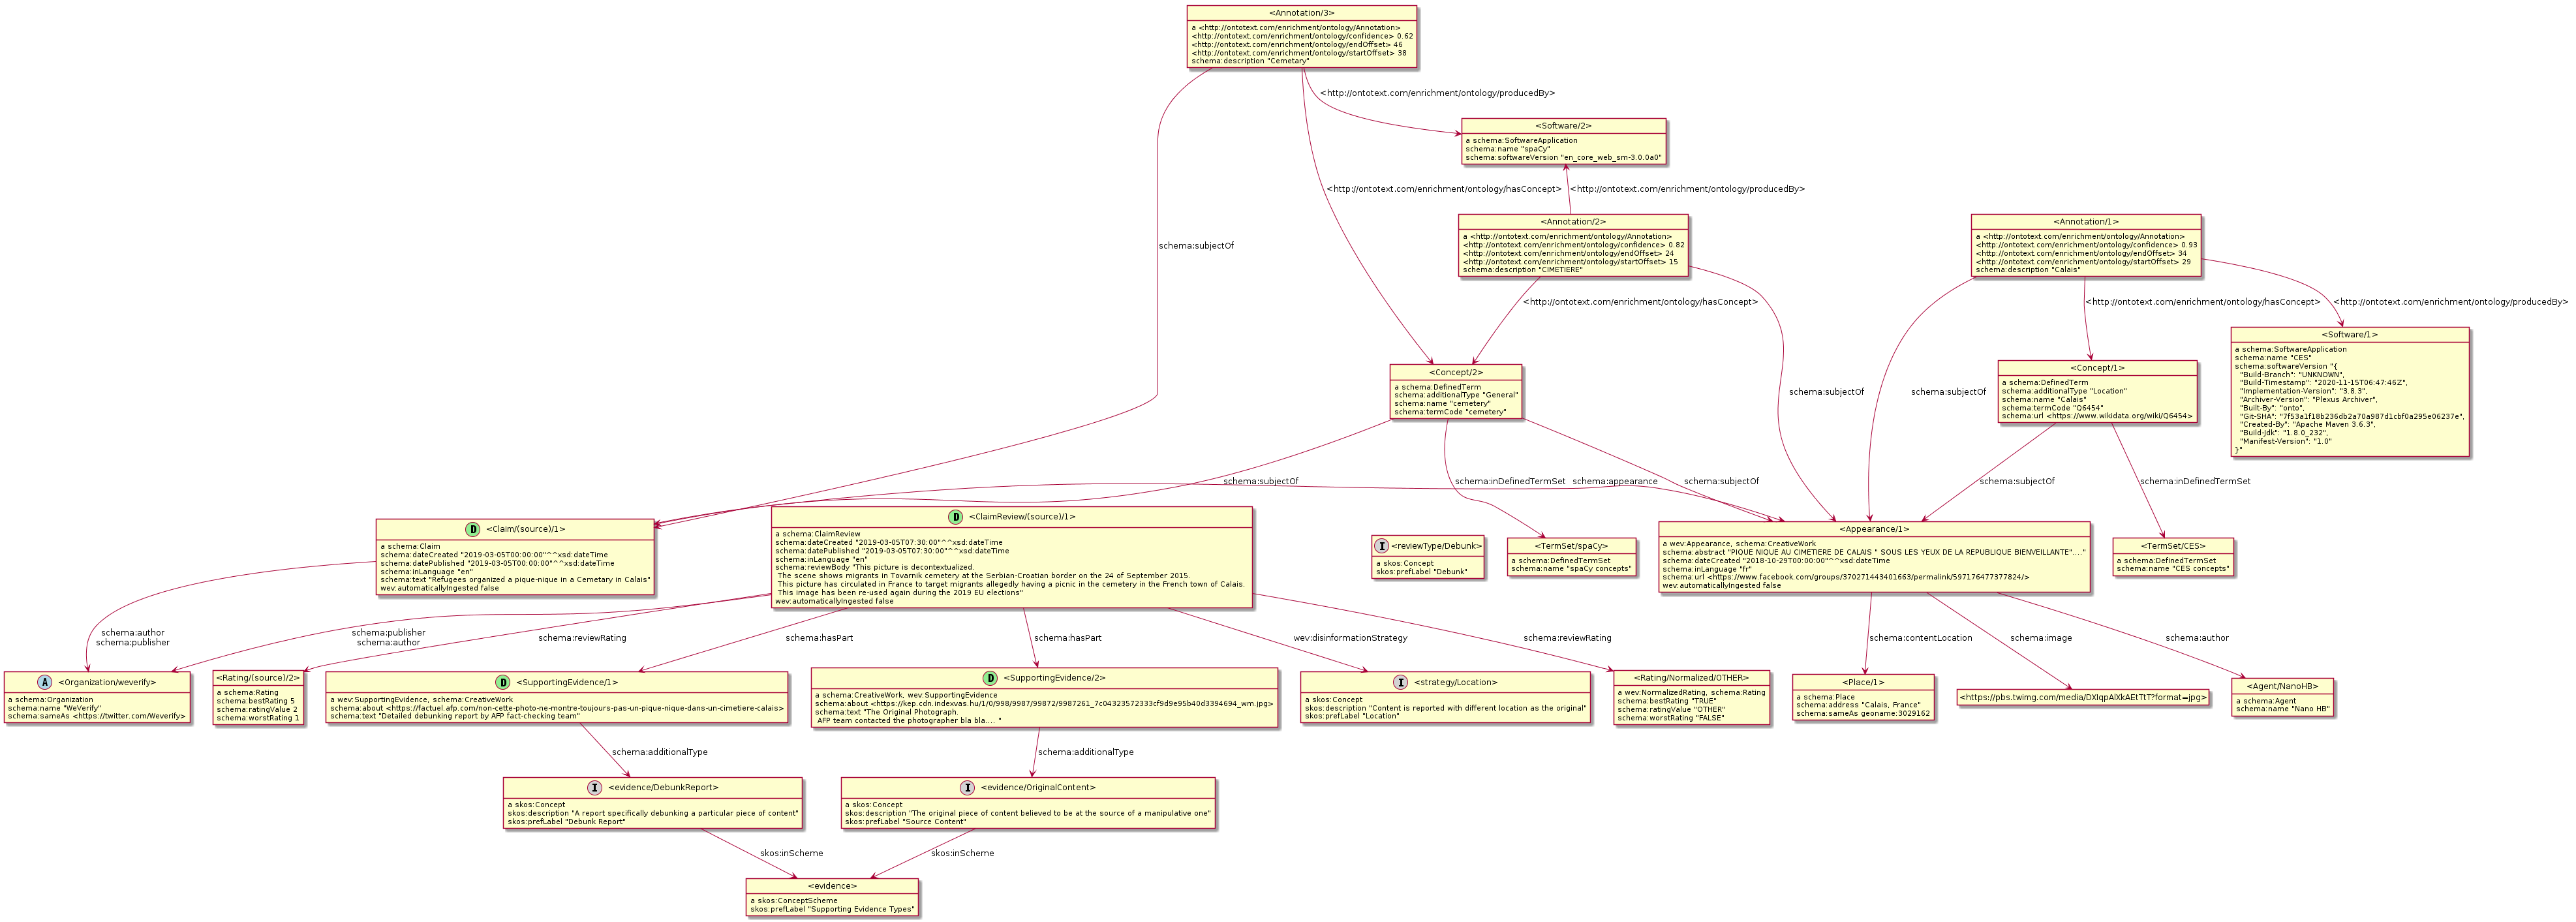 <Annotation/3>
a <http://ontotext.com/enrichment/ontology/Annotation>
<http://ontotext.com/enrichment/ontology/confidence> 0.62
<http://ontotext.com/enrichment/ontology/endOffset> 46
<http://ontotext.com/enrichment/ontology/startOffset> 38
schema:description "Cemetary"
<http://ontotext.com/enrichment/ontology/producedBy>
<Software/2>
a schema:SoftwareApplication
schema:name "spaCy"
schema:softwareVersion "en_core_web_sm-3.0.0a0"
<http://ontotext.com/enrichment/ontology/hasConcept>
<http://ontotext.com/enrichment/ontology/producedBy>
schema:subjectOf
<Annotation/2>
a <http://ontotext.com/enrichment/ontology/Annotation>
<http://ontotext.com/enrichment/ontology/confidence> 0.82
<http://ontotext.com/enrichment/ontology/endOffset> 24
<http://ontotext.com/enrichment/ontology/startOffset> 15
schema:description "CIMETIERE"
<Annotation/1>
a <http://ontotext.com/enrichment/ontology/Annotation>
<http://ontotext.com/enrichment/ontology/confidence> 0.93
<http://ontotext.com/enrichment/ontology/endOffset> 34
<http://ontotext.com/enrichment/ontology/startOffset> 29
schema:description "Calais"
<http://ontotext.com/enrichment/ontology/hasConcept>
<http://ontotext.com/enrichment/ontology/hasConcept>
<http://ontotext.com/enrichment/ontology/producedBy>
<Concept/2>
a schema:DefinedTerm
schema:additionalType "General"
schema:name "cemetery"
schema:termCode "cemetery"
schema:subjectOf
schema:subjectOf
<Concept/1>
a schema:DefinedTerm
schema:additionalType "Location"
schema:name "Calais"
schema:termCode "Q6454"
schema:url <https://www.wikidata.org/wiki/Q6454>
<Software/1>
a schema:SoftwareApplication
schema:name "CES"
schema:softwareVersion "{
"Build-Branch": "UNKNOWN",
"Build-Timestamp": "2020-11-15T06:47:46Z",
"Implementation-Version": "3.8.3",
"Archiver-Version": "Plexus Archiver",
"Built-By": "onto",
"Git-SHA": "7f53a1f18b236db2a70a987d1cbf0a295e06237e",
"Created-By": "Apache Maven 3.6.3",
"Build-Jdk": "1.8.0_232",
"Manifest-Version": "1.0"
}"
schema:subjectOf
schema:inDefinedTermSet
schema:appearance
schema:subjectOf
schema:subjectOf
schema:inDefinedTermSet
D <Claim/(source)/1>
a schema:Claim
schema:dateCreated "2019-03-05T00:00:00"^^xsd:dateTime
schema:datePublished "2019-03-05T00:00:00"^^xsd:dateTime
schema:inLanguage "en"
schema:text "Refugees organized a pique-nique in a Cemetary in Calais"
wev:automaticallyIngested false
D <ClaimReview/(source)/1>
a schema:ClaimReview
schema:dateCreated "2019-03-05T07:30:00"^^xsd:dateTime
schema:datePublished "2019-03-05T07:30:00"^^xsd:dateTime
schema:inLanguage "en"
schema:reviewBody "This picture is decontextualized.
The scene shows migrants in Tovarnik cemetery at the Serbian-Croatian border on the 24 of September 2015.
This picture has circulated in France to target migrants allegedly having a picnic in the cemetery in the French town of Calais.
This image has been re-used again during the 2019 EU elections"
wev:automaticallyIngested false
I <reviewType/Debunk>
a skos:Concept
skos:prefLabel "Debunk"
<TermSet/spaCy>
a schema:DefinedTermSet
schema:name "spaCy concepts"
<Appearance/1>
a wev:Appearance, schema:CreativeWork
schema:abstract "PIQUE NIQUE AU CIMETIERE DE CALAIS " SOUS LES YEUX DE LA REPUBLIQUE BIENVEILLANTE"...."
schema:dateCreated "2018-10-29T00:00:00"^^xsd:dateTime
schema:inLanguage "fr"
schema:url <https://www.facebook.com/groups/370271443401663/permalink/597176477377824/>
wev:automaticallyIngested false
<TermSet/CES>
a schema:DefinedTermSet
schema:name "CES concepts"
schema:author
schema:publisher
schema:publisher
schema:author
schema:reviewRating
schema:hasPart
schema:hasPart
wev:disinformationStrategy
schema:reviewRating
schema:contentLocation
schema:image
schema:author
A <Organization/weverify>
a schema:Organization
schema:name "WeVerify"
schema:sameAs <https://twitter.com/Weverify>
<Rating/(source)/2>
a schema:Rating
schema:bestRating 5
schema:ratingValue 2
schema:worstRating 1
D <SupportingEvidence/1>
a wev:SupportingEvidence, schema:CreativeWork
schema:about <https://factuel.afp.com/non-cette-photo-ne-montre-toujours-pas-un-pique-nique-dans-un-cimetiere-calais>
schema:text "Detailed debunking report by AFP fact-checking team"
D <SupportingEvidence/2>
a schema:CreativeWork, wev:SupportingEvidence
schema:about <https://kep.cdn.indexvas.hu/1/0/998/9987/99872/9987261_7c04323572333cf9d9e95b40d3394694_wm.jpg>
schema:text "The Original Photograph.
AFP team contacted the photographer bla bla.... "
I <strategy/Location>
a skos:Concept
skos:description "Content is reported with different location as the original"
skos:prefLabel "Location"
<Rating/Normalized/OTHER>
a wev:NormalizedRating, schema:Rating
schema:bestRating "TRUE"
schema:ratingValue "OTHER"
schema:worstRating "FALSE"
<Place/1>
a schema:Place
schema:address "Calais, France"
schema:sameAs geoname:3029162
<https://pbs.twimg.com/media/DXIqpAlXkAEtTtT?format=jpg>
<Agent/NanoHB>
a schema:Agent
schema:name "Nano HB"
schema:additionalType
schema:additionalType
I <evidence/DebunkReport>
a skos:Concept
skos:description "A report specifically debunking a particular piece of content"
skos:prefLabel "Debunk Report"
I <evidence/OriginalContent>
a skos:Concept
skos:description "The original piece of content believed to be at the source of a manipulative one"
skos:prefLabel "Source Content"
skos:inScheme
skos:inScheme
<evidence>
a skos:ConceptScheme
skos:prefLabel "Supporting Evidence Types"